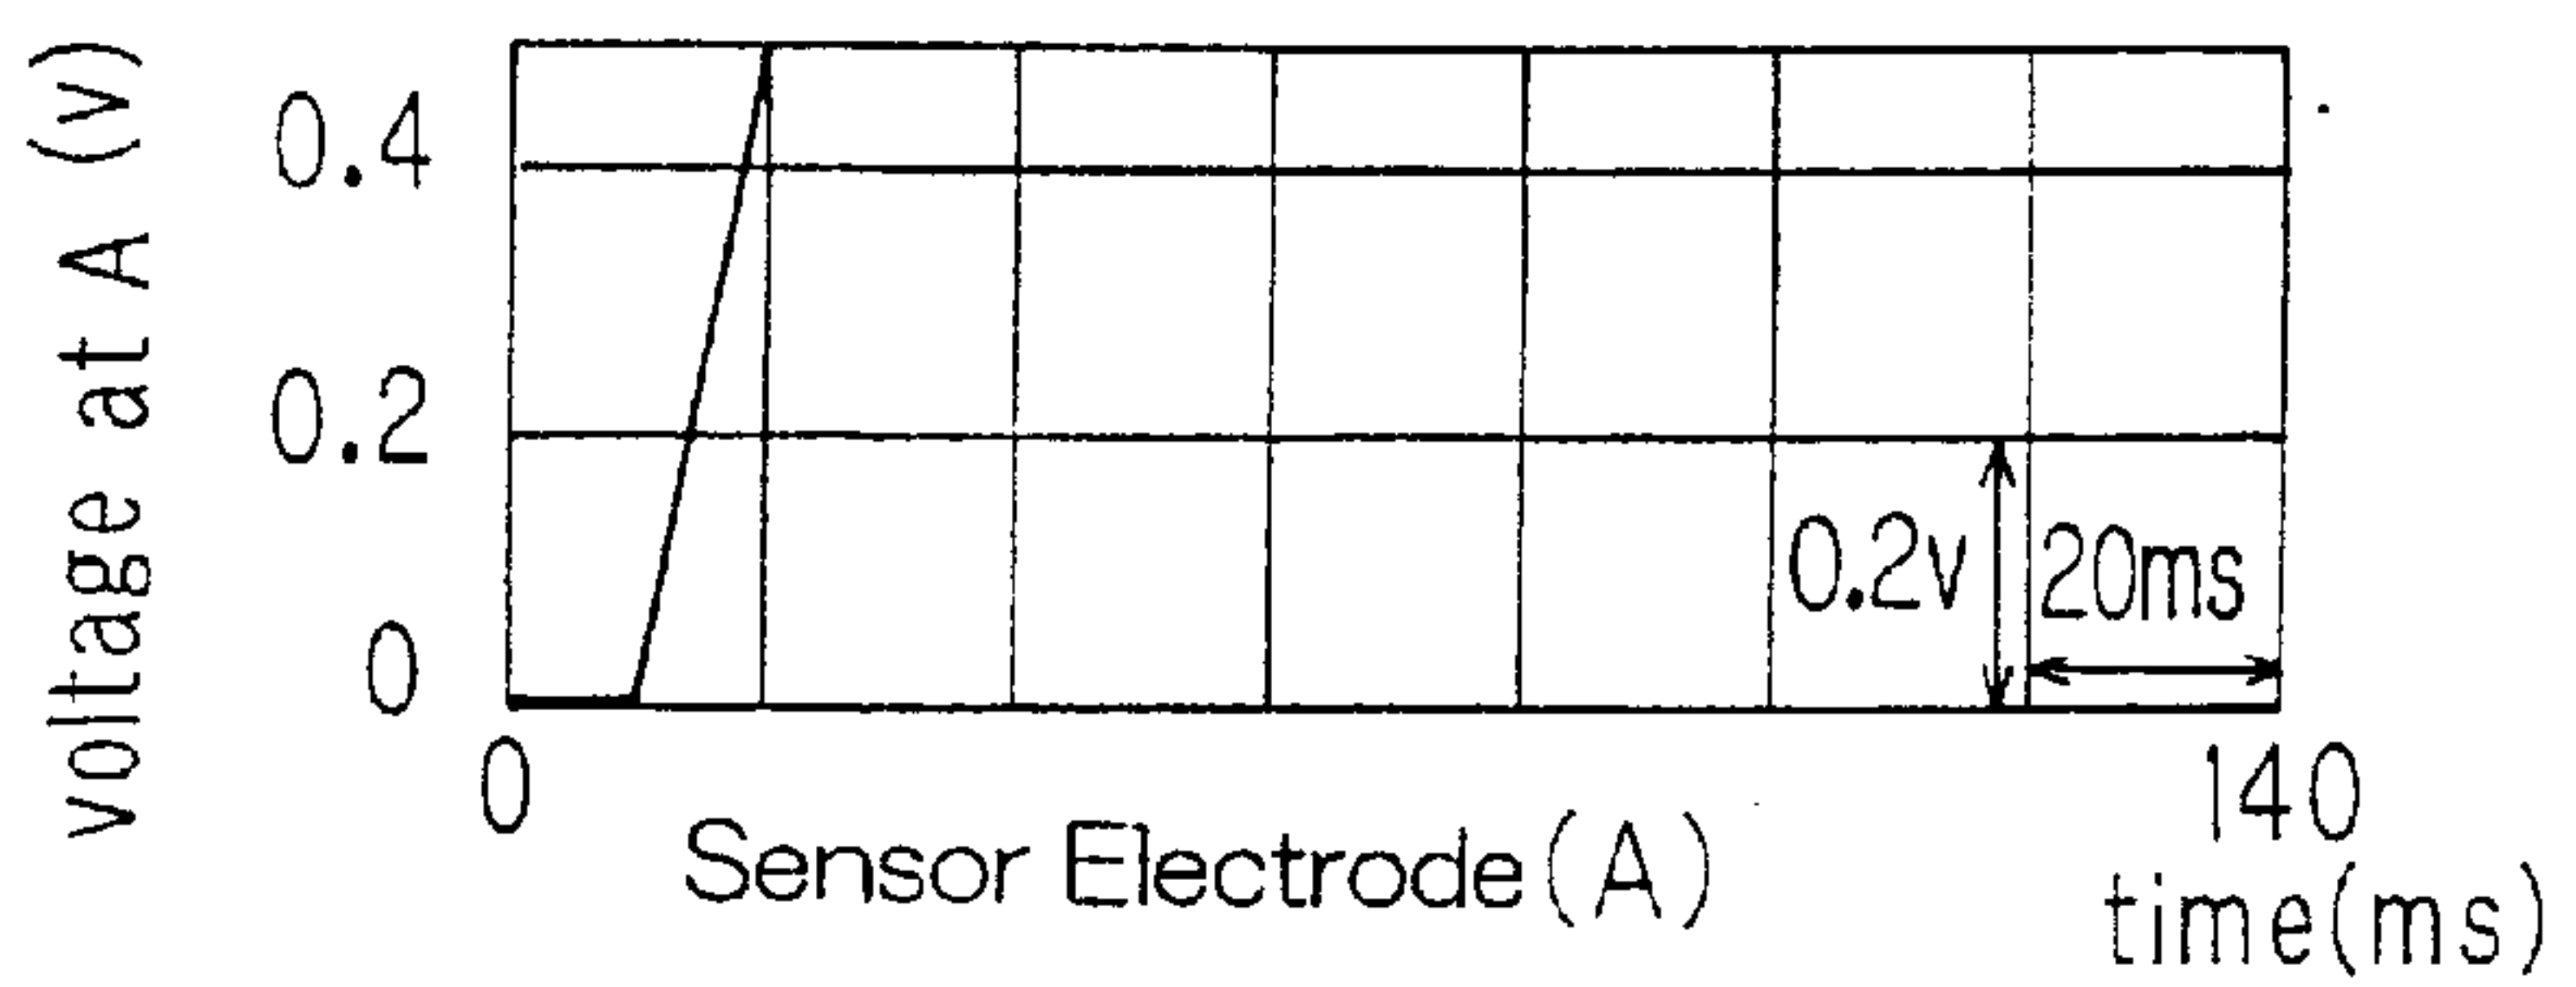 voltage at A (v)
0.4
0.2
0
0.2v
20ms
0
140
Sensor Electrode(A)
time(ms)